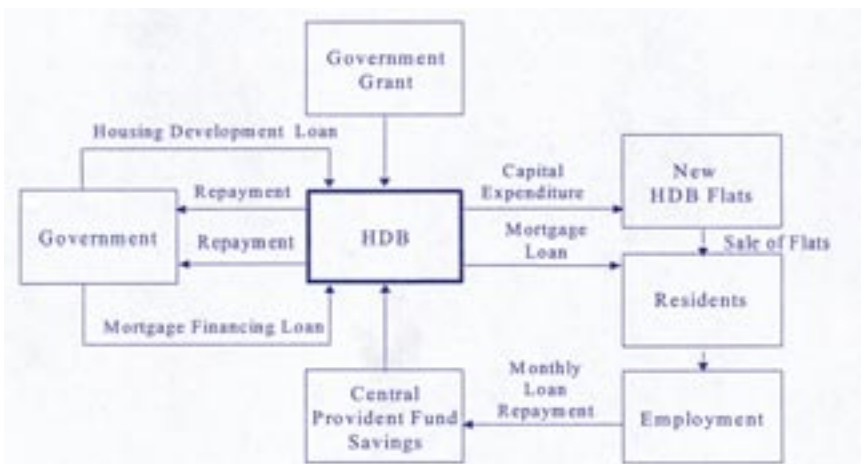 Government
Grant
Housing Development Loan
Capital
Expenditure
New
HDB Flats
Repayment
Government
HDB
Repayment
Mortgage
Loan
Sale of Flats
Residents
Mortgage Financing Loan
Monthly
Loan
Repayment
Central
Provident Fund
Savings
Employment